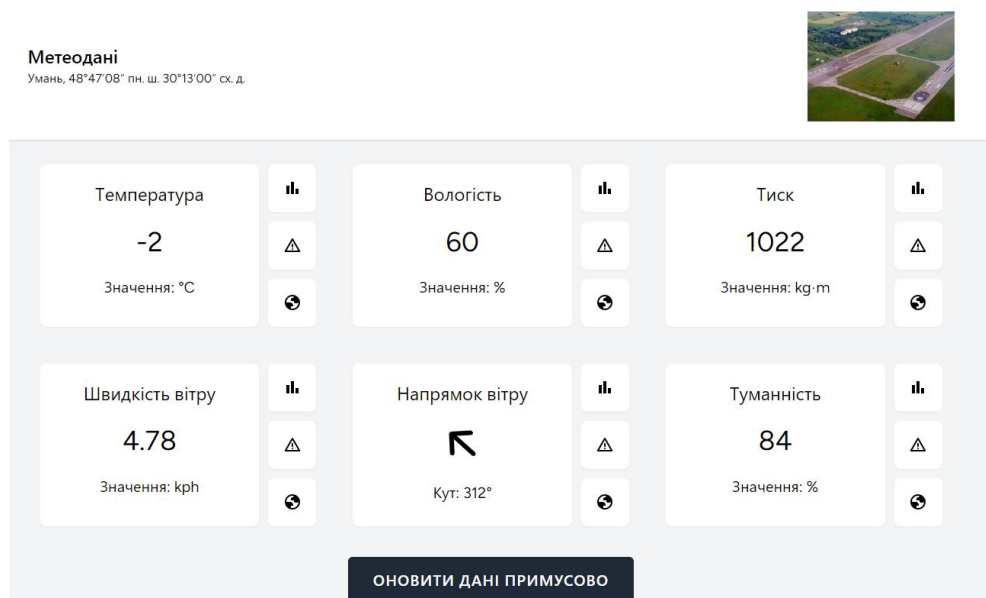 Метеодані
Умань, 48°47′08″ пн. ш. 30°13′00″ сх. д.
Температура
-2
Значення: °C
Вологість
60
Значення: %
Тиск
1022
Значення: kg·m
Швидкість вітру
4.78
Значення: kph
Напрямок вітру
Кут: 312°
Туманність
84
Значення: %
ОНОВИТИ ДАНІ ПРИМУСОВО